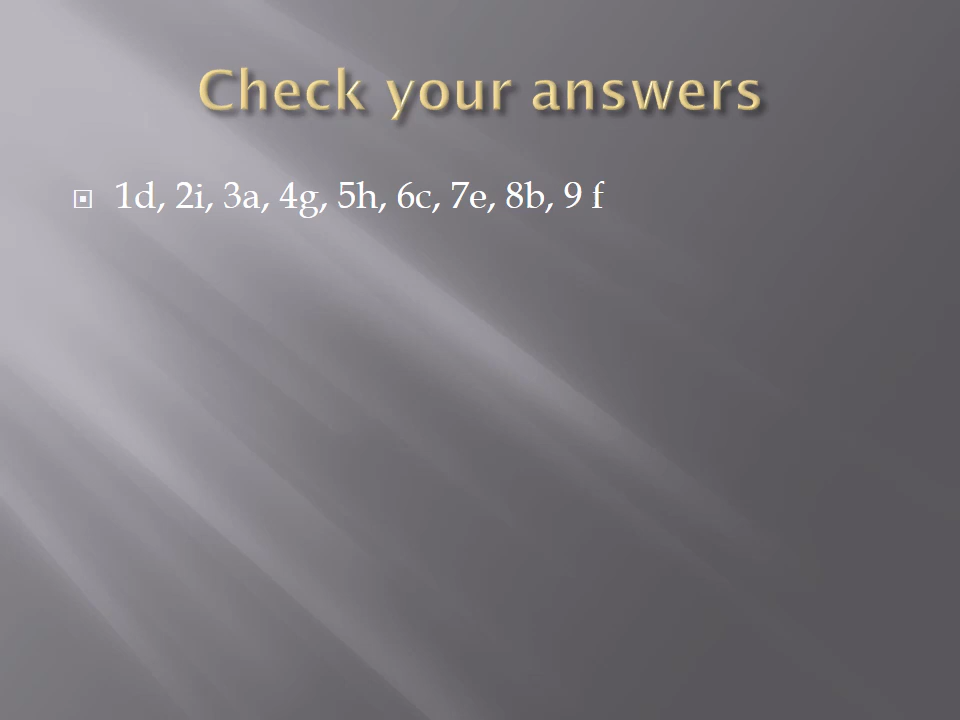 Check your answers
1d, 2i, 3a, 4g, 5h, 6c, 7e, 8b, 9 f